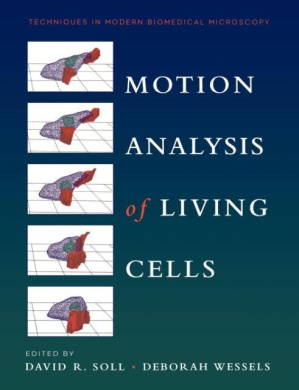 TECHNIQUES IN MODERN BIOMEDICAL MICROSCOPY
MOTION
ANALYSIS
of LIVING
CELLS
EDITED BY
DAVID R. SOLL • DEBORAH WESSELS